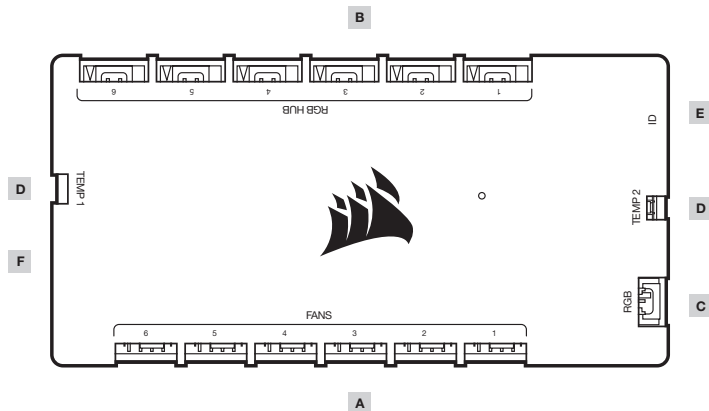 B
6 5 4 3 2 1
RGB HUB
ID
E
D
TEMP 1
TEMP 2
D
F
RGB
C
FANS
6 5 4 3 2 1
A